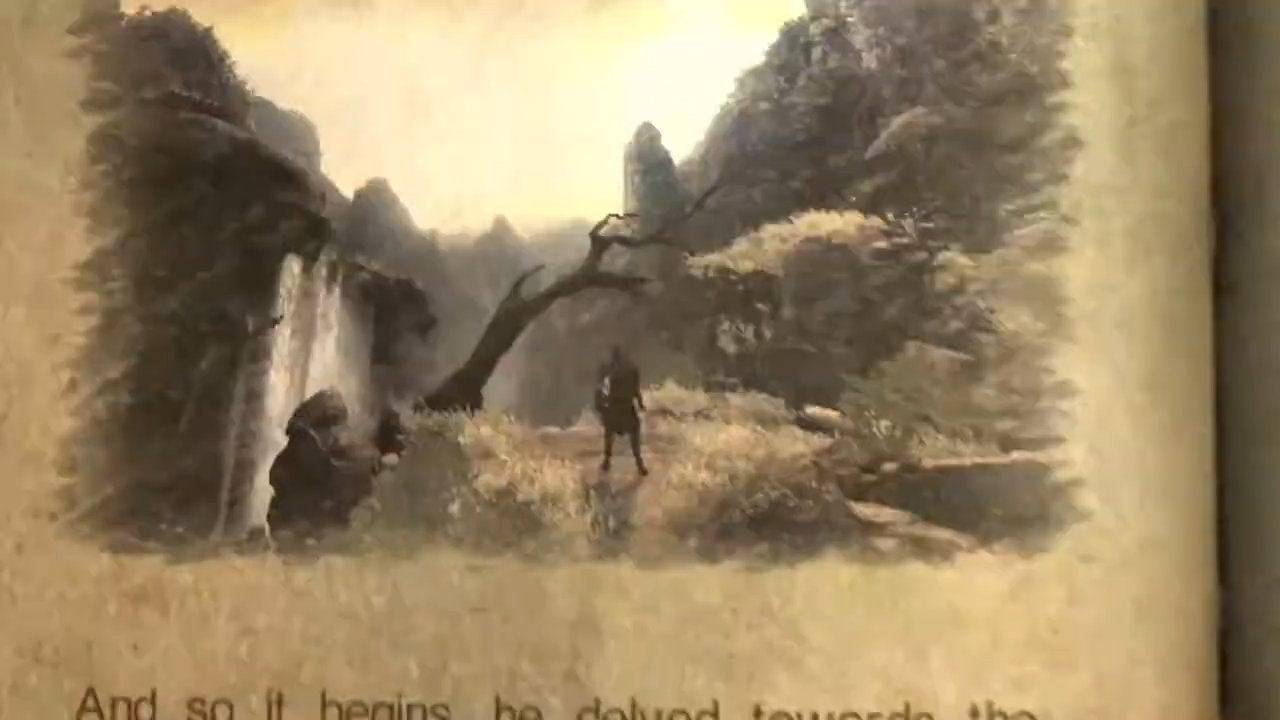 And so it begins, he delved towards the